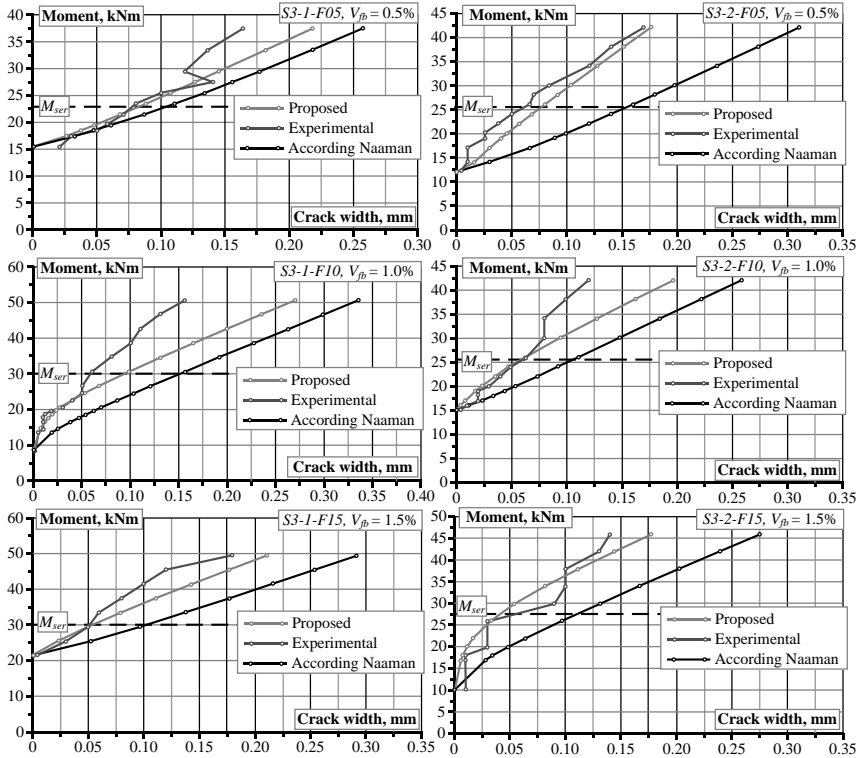 Moment, kNm
S3-1-F05, V_fb = 0.5%
40
35
30
25
M_ser
20
15
10
5
0
Proposed
Experimental
According Naaman
Crack width, mm
0 0.05 0.10 0.15 0.20 0.25 0.30
Moment, kNm
S3-2-F05, V_fb = 0.5%
45
40
35
30
25
M_ser
20
15
10
5
0
Proposed
Experimental
According Naaman
Crack width, mm
0 0.05 0.10 0.15 0.20 0.25 0.30 0.35
Moment, kNm
S3-1-F10, V_fb = 1.0%
60
50
40
M_ser
30
20
10
0
Proposed
Experimental
According Naaman
Crack width, mm
0 0.05 0.10 0.15 0.20 0.25 0.30 0.35 0.40
Moment, kNm
S3-2-F10, V_fb = 1.0%
45
40
35
30
25
M_ser
20
15
10
5
0
Proposed
Experimental
According Naaman
Crack width, mm
0 0.05 0.10 0.15 0.20 0.25 0.30 0.35
Moment, kNm
S3-1-F15, V_fb = 1.5%
60
50
40
M_ser
30
20
10
0
Proposed
Experimental
According Naaman
Crack width, mm
0 0.05 0.10 0.15 0.20 0.25 0.30 0.35
Moment, kNm
S3-2-F15, V_fb = 1.5%
50
45
40
35
30
M_ser
25
20
15
10
5
0
Proposed
Experimental
According Naaman
Crack width, mm
0 0.05 0.10 0.15 0.20 0.25 0.30 0.35